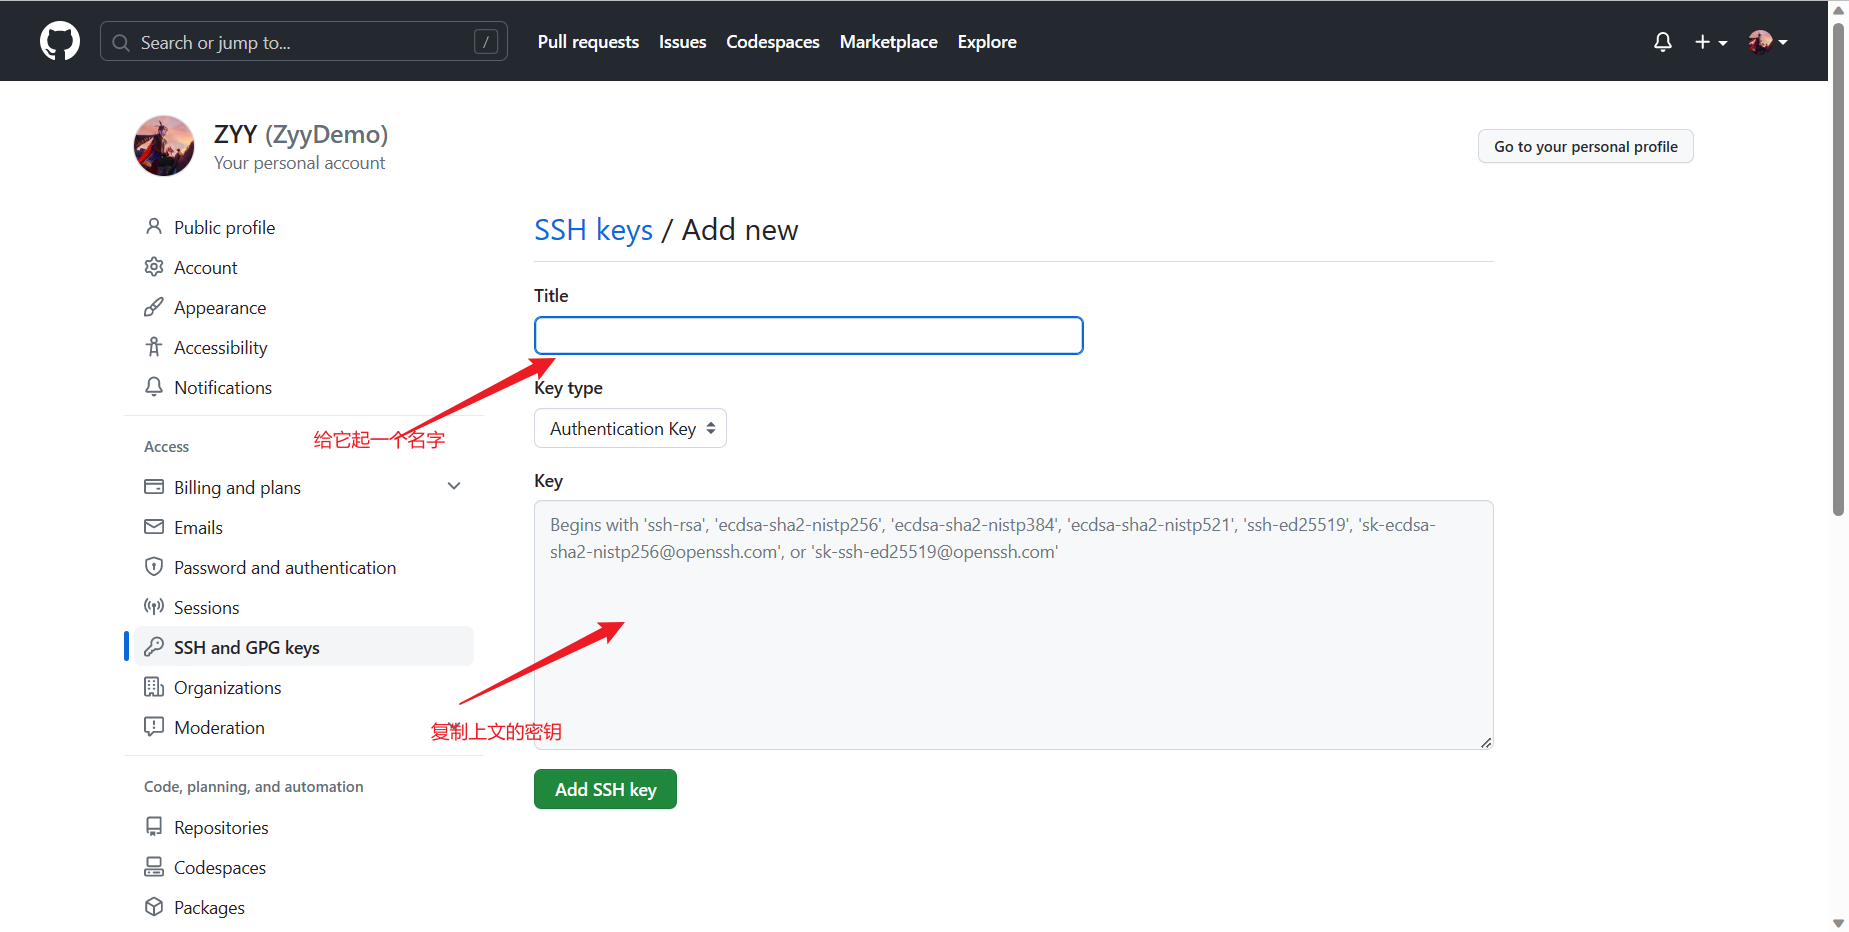 Search or jump to...
/
Pull requests
Issues
Codespaces
Marketplace
Explore
ZYY (ZyyDemo)
Your personal account
Go to your personal profile
Public profile
Account
Appearance
Accessibility
Notifications
Access
Billing and plans
Emails
Password and authentication
Sessions
SSH and GPG keys
Organizations
Moderation
Code, planning, and automation
Repositories
Codespaces
Packages
SSH keys / Add new
Title
给它起一个名字
Key type
Authentication Key
Key
Begins with 'ssh-rsa', 'ecdsa-sha2-nistp256', 'ecdsa-sha2-nistp384', 'ecdsa-sha2-nistp521', 'ssh-ed25519', 'sk-ecdsa-
sha2-nistp256@openssh.com', or 'sk-ssh-ed25519@openssh.com'
复制上文的密钥
Add SSH key